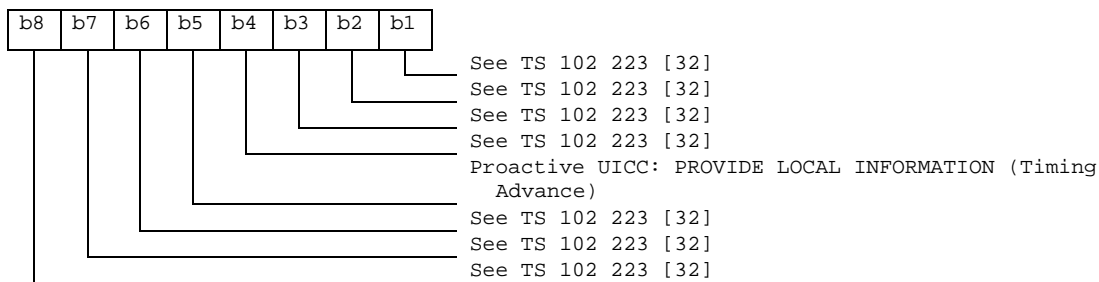 b8 b7 b6 b5 b4 b3 b2 b1
See TS 102 223 [32]
See TS 102 223 [32]
See TS 102 223 [32]
See TS 102 223 [32]
Proactive UICC: PROVIDE LOCAL INFORMATION (Timing
Advance)
See TS 102 223 [32]
See TS 102 223 [32]
See TS 102 223 [32]